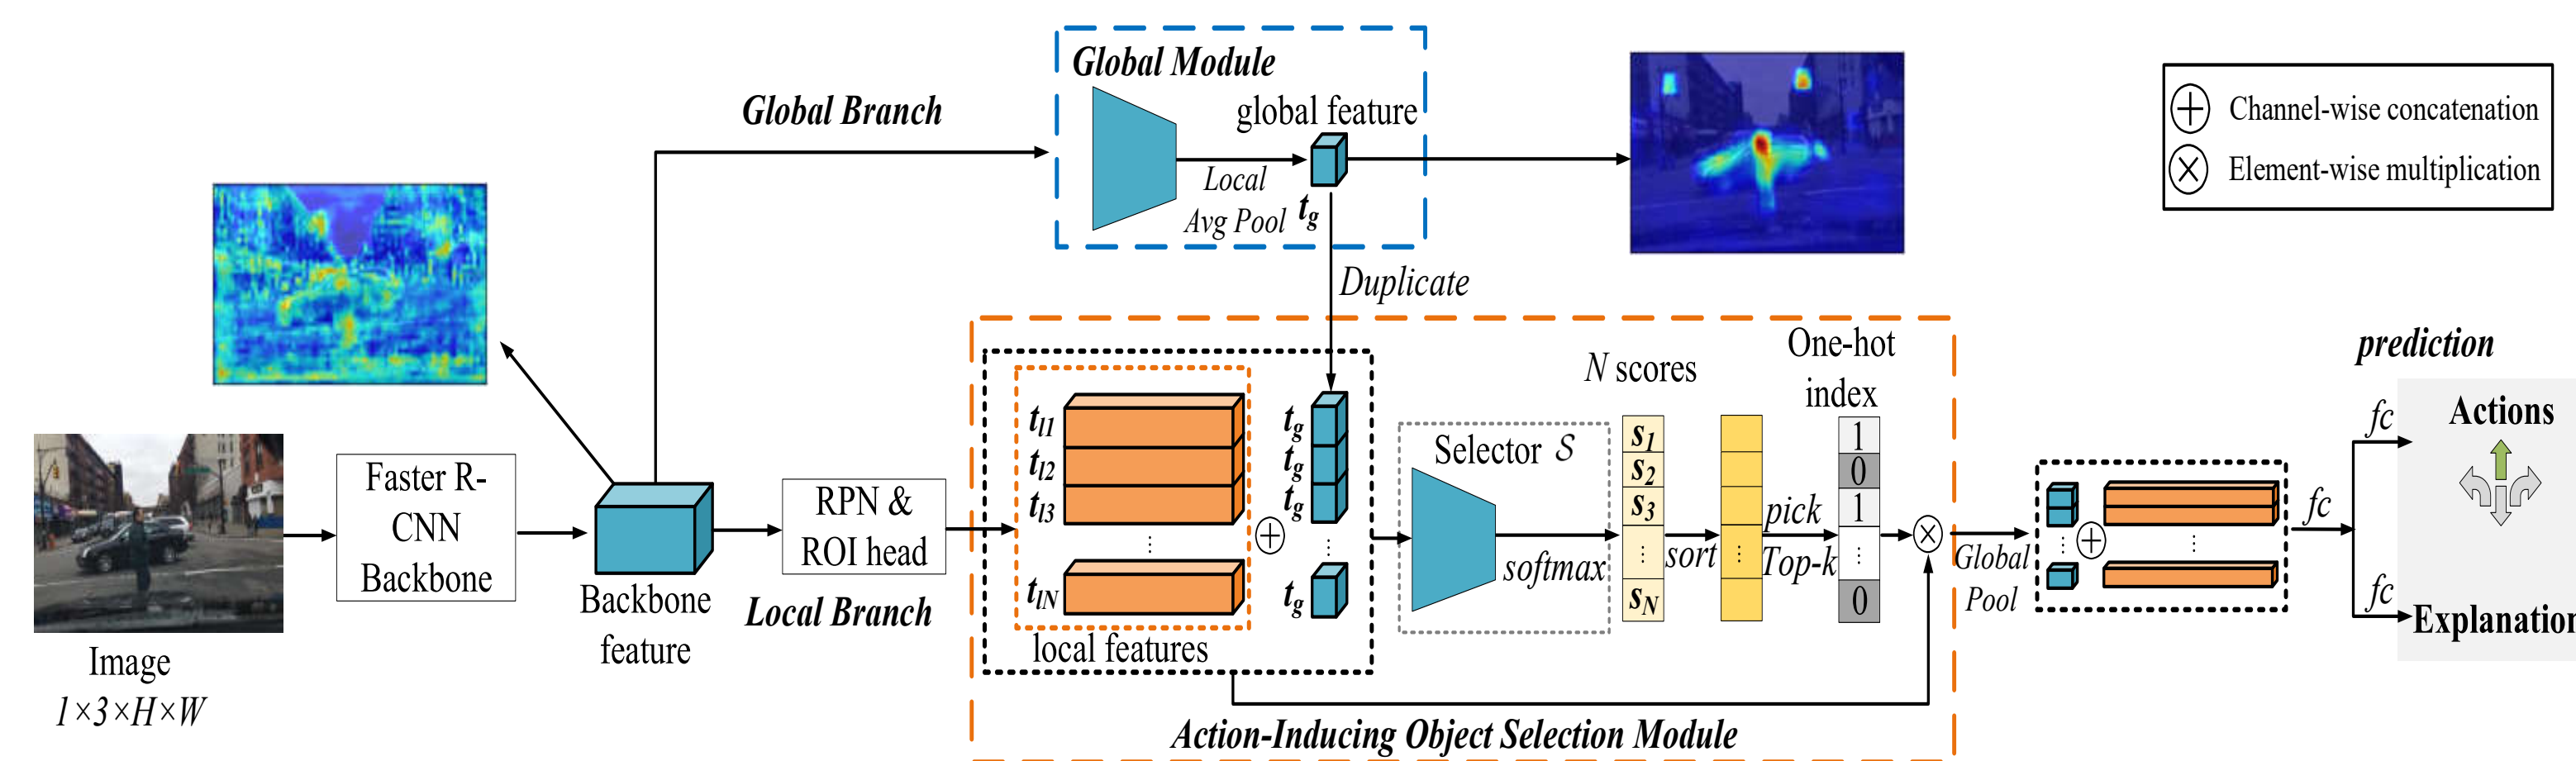 Global Module
Global Branch
global feature
Local
Avg Pool
t_g
Duplicate
⊕ Channel-wise concatenation
⊗ Element-wise multiplication
Image
1×3×H×W
Faster R-
CNN
Backbone
Backbone
feature
RPN &
ROI head
Local Branch
t_l1
t_l2
t_l3
⋮
t_lN
local features
⊕
t_g
t_g
t_g
⋮
t_g
Selector S
softmax
N scores
s_1
s_2
s_3
⋮
s_N
sort
⋮
pick
Top-k
One-hot
index
1
0
1
⋮
0
⊗
Action-Inducing Object Selection Module
Global
Pool
⋮ ⊕ ⋮
fc
fc
fc
prediction
Actions
Explanation